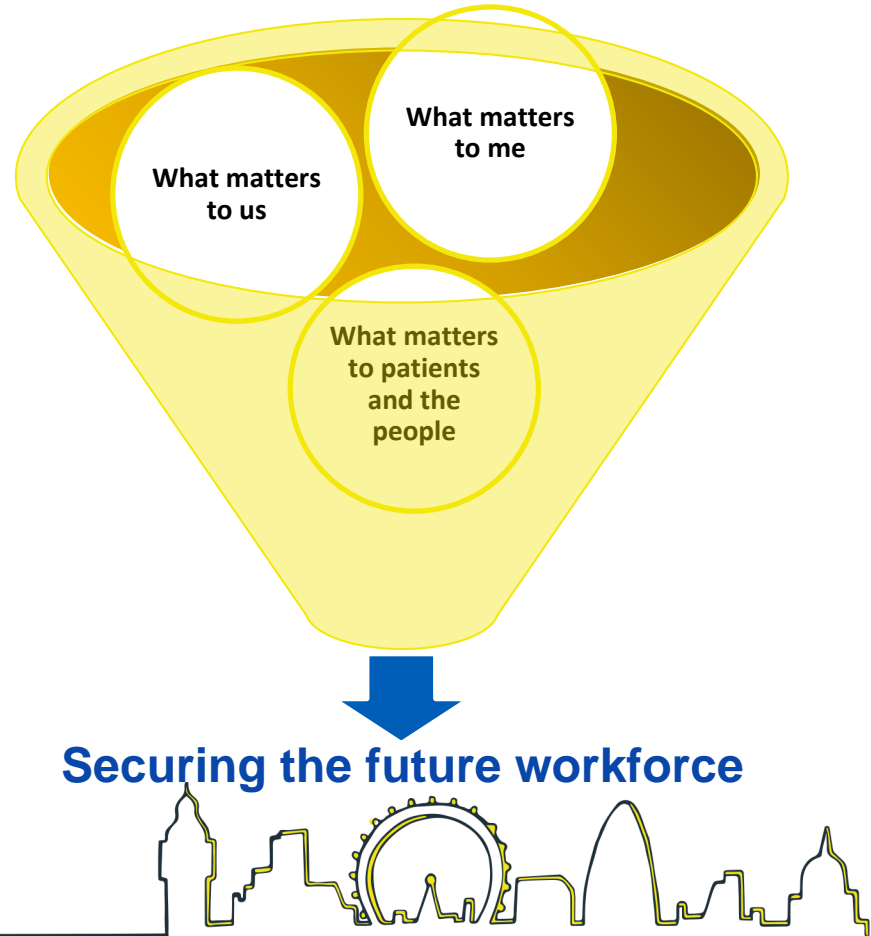 What matters
to me
What matters
to us
What matters
to patients
and the
people
Securing the future workforce